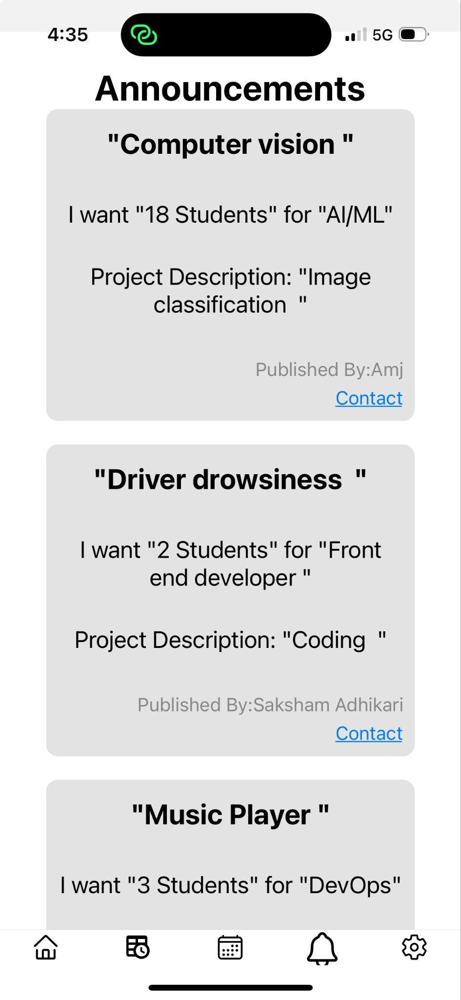 4:35
5G
Announcements
"Computer vision "
I want "18 Students" for "AI/ML"
Project Description: "Image
classification  "
Published By:Amj
Contact
"Driver drowsiness  "
I want "2 Students" for "Front
end developer "
Project Description: "Coding  "
Published By:Saksham Adhikari
Contact
"Music Player "
I want "3 Students" for "DevOps"